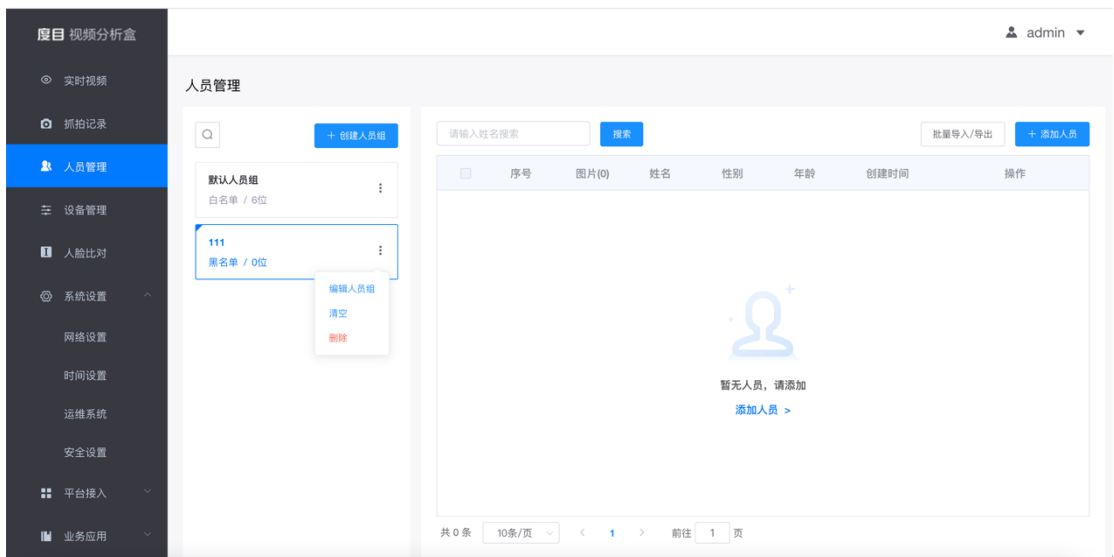 度目 视频分析盒
admin
实时视频
抓拍记录
人员管理
设备管理
人脸比对
系统设置
网络设置
时间设置
运维系统
安全设置
平台接入
业务应用
人员管理
+ 创建人员组
默认人员组
白名单 / 6位
111
黑名单 / 0位
编辑人员组
清空
删除
请输入姓名搜索 搜索 批量导入/导出 + 添加人员
序号 图片(0) 姓名 性别 年龄 创建时间 操作
暂无人员，请添加
添加人员 >
共 0 条 10条/页 < 1 > 前往 1 页